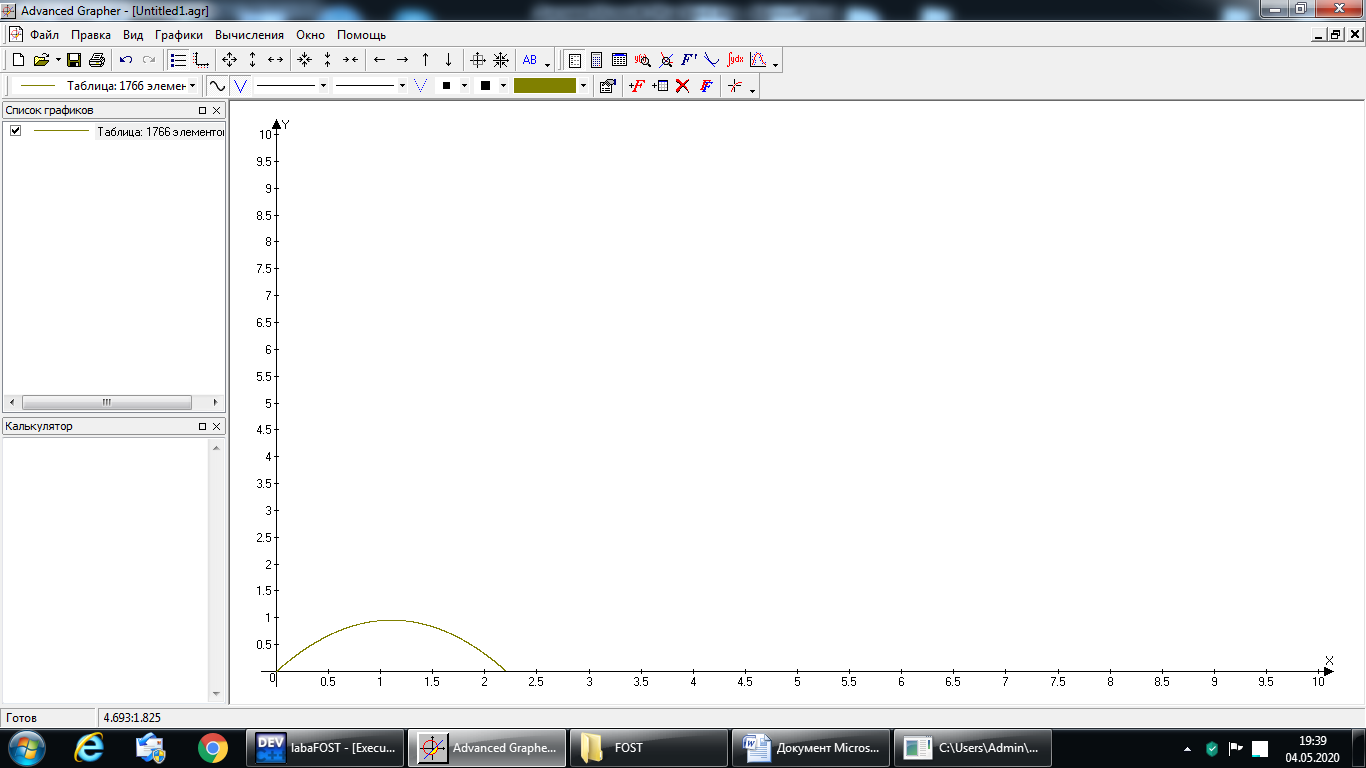 Advanced Grapher - [Untitled1.agr]
Файл Правка Вид Графики Вычисления Окно Помощь
AB
y(x) F' ∫ydx
Таблица: 1766 элемен
+F F
Список графиков
Таблица: 1766 элементов
Калькулятор
Y
10
9.5
9
8.5
8
7.5
7
6.5
6
5.5
5
4.5
4
3.5
3
2.5
2
1.5
1
0.5
X
0 0.5 1 1.5 2 2.5 3 3.5 4 4.5 5 5.5 6 6.5 7 7.5 8 8.5 9 9.5 10
Готов 4.693:1.825
DEV labaFOST - [Execu... Advanced Graphe... FOST Документ Micros... C:\Users\Admin\...
19:39
04.05.2020